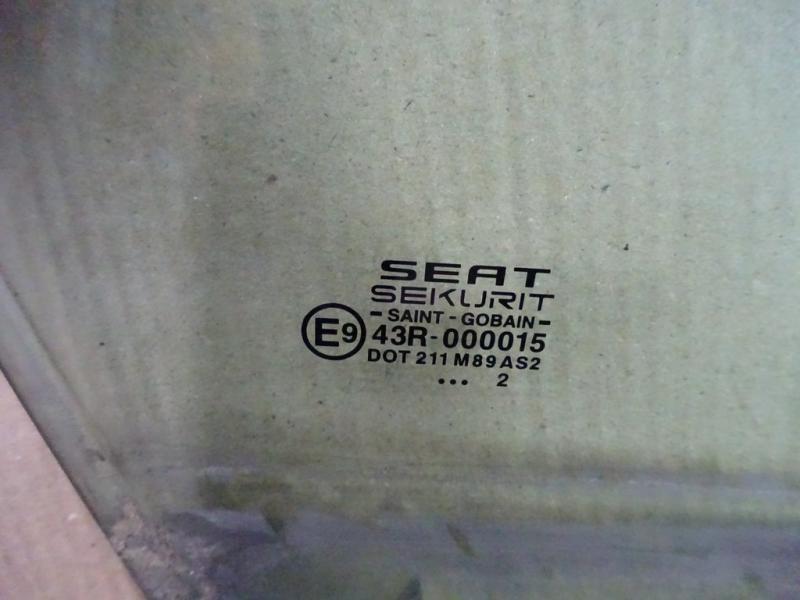 SEAT
SEKURIT
- SAINT - GOBAIN -
E9 43R-000015
DOT 211 M89 AS2
... 2